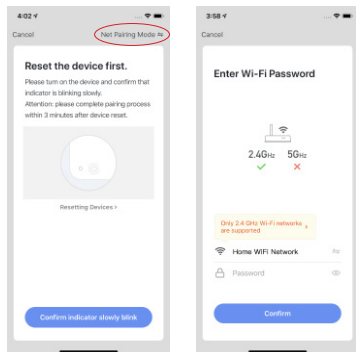 4:02
Cancel
Net Pairing Mode
Reset the device first.
Please turn on the device and confirm that
indicator is blinking slowly.
Attention: please complete pairing process
within 3 minutes after device reset.
Resetting Devices >
Confirm indicator slowly blink
3:58
Cancel
Enter Wi-Fi Password
2.4GHz 5GHz
Only 2.4 GHz Wi-Fi networks
are supported
Home WIFI Network
Password
Confirm